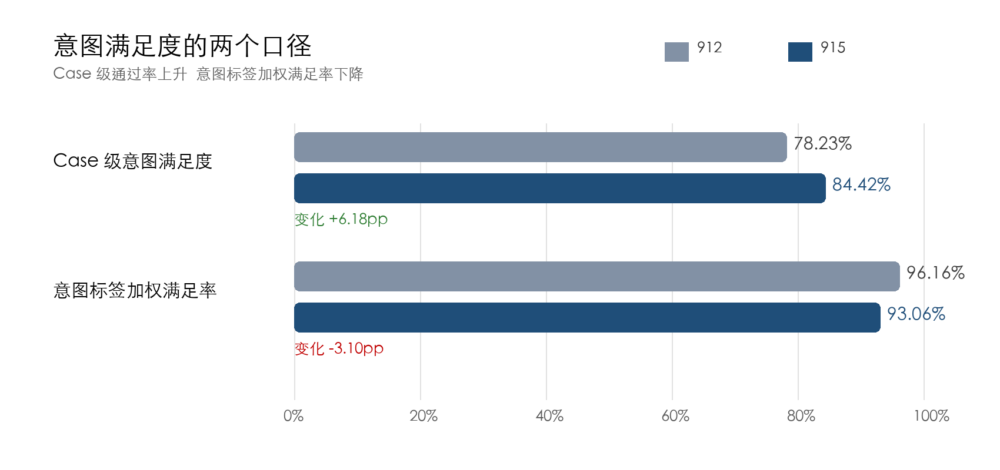 意图满足度的两个口径
Case 级通过率上升 意图标签加权满足率下降
912
915
Case 级意图满足度
78.23%
84.42%
变化 +6.18pp
意图标签加权满足率
96.16%
93.06%
变化 -3.10pp
0% 20% 40% 60% 80% 100%